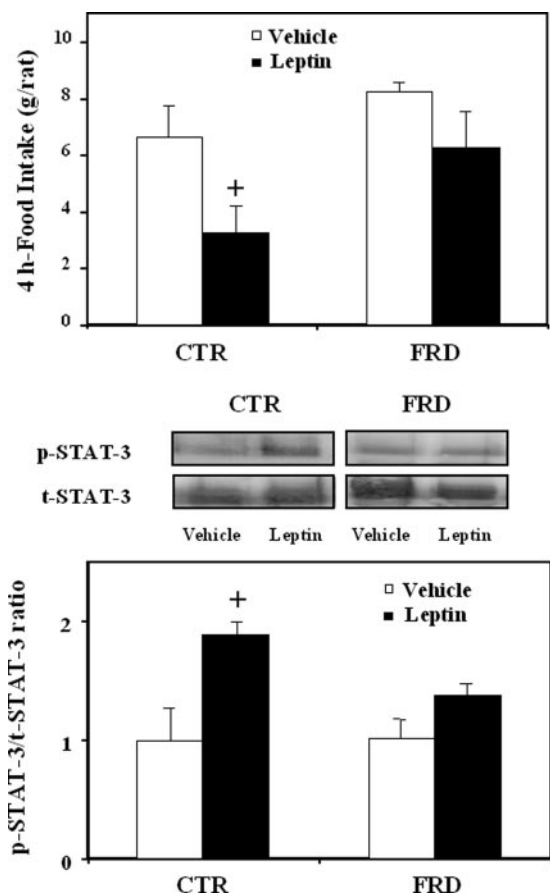 10
8
6
4
2
0
4 h-Food Intake (g/rat)
Vehicle
Leptin
+
CTR FRD
CTR FRD
p-STAT-3
t-STAT-3
Vehicle Leptin Vehicle Leptin
2
1
0
p-STAT-3/t-STAT-3 ratio
Vehicle
Leptin
+
CTR FRD